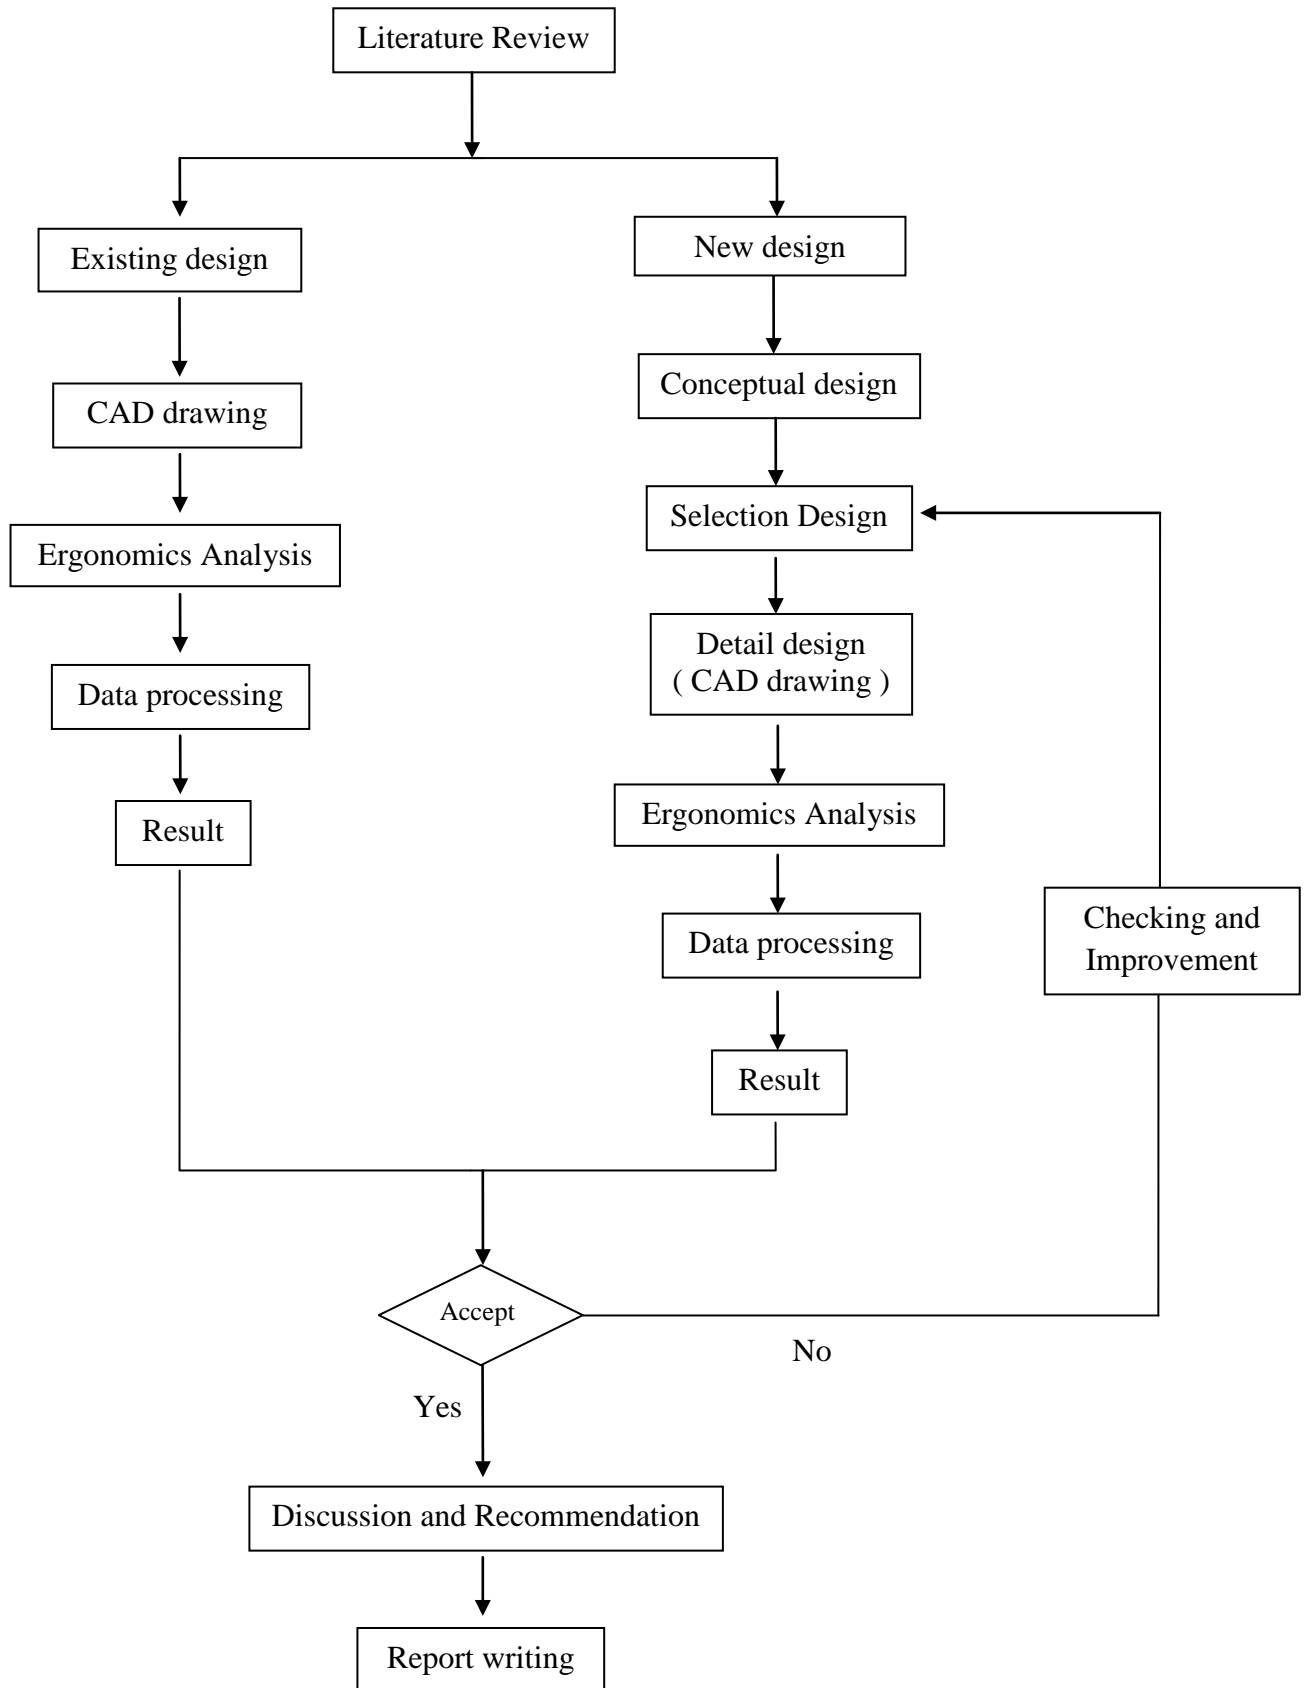 Literature Review
Existing design
New design
Conceptual design
CAD drawing
Selection Design
Ergonomics Analysis
Detail design
( CAD drawing )
Data processing
Ergonomics Analysis
Result
Checking and
Improvement
Data processing
Result
Accept
No
Yes
Discussion and Recommendation
Report writing